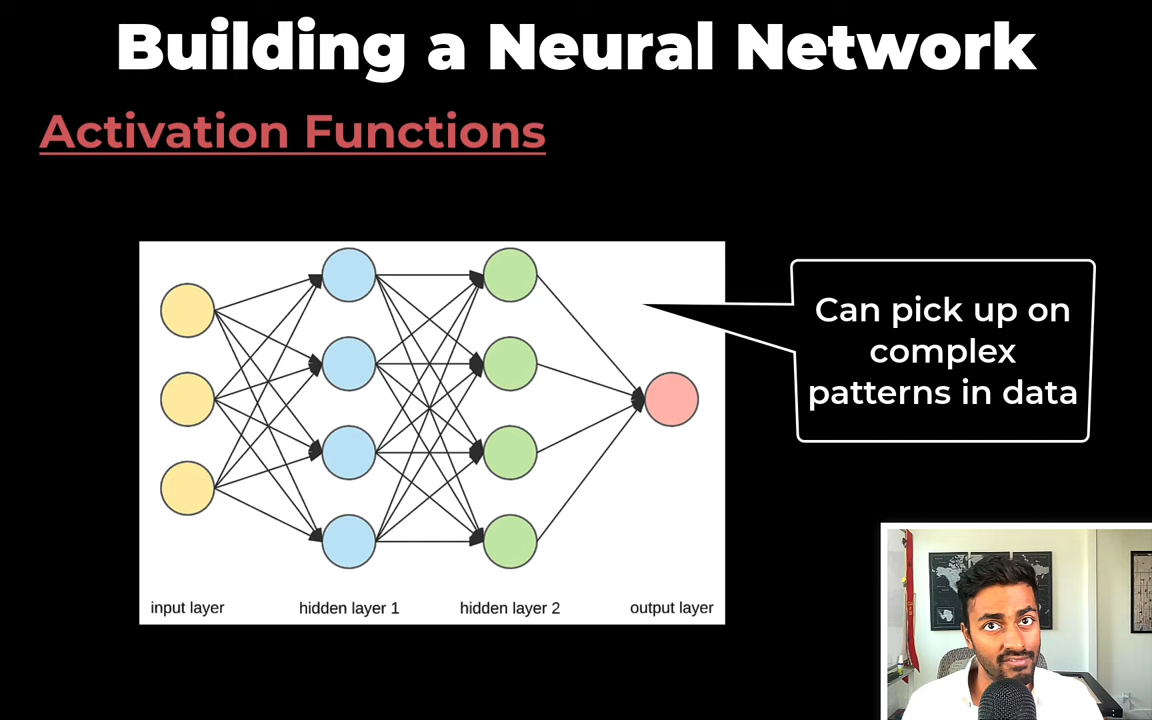 Building a Neural Network
Activation Functions
Can pick up on
complex
patterns in data
input layer
hidden layer 1
hidden layer 2
output layer